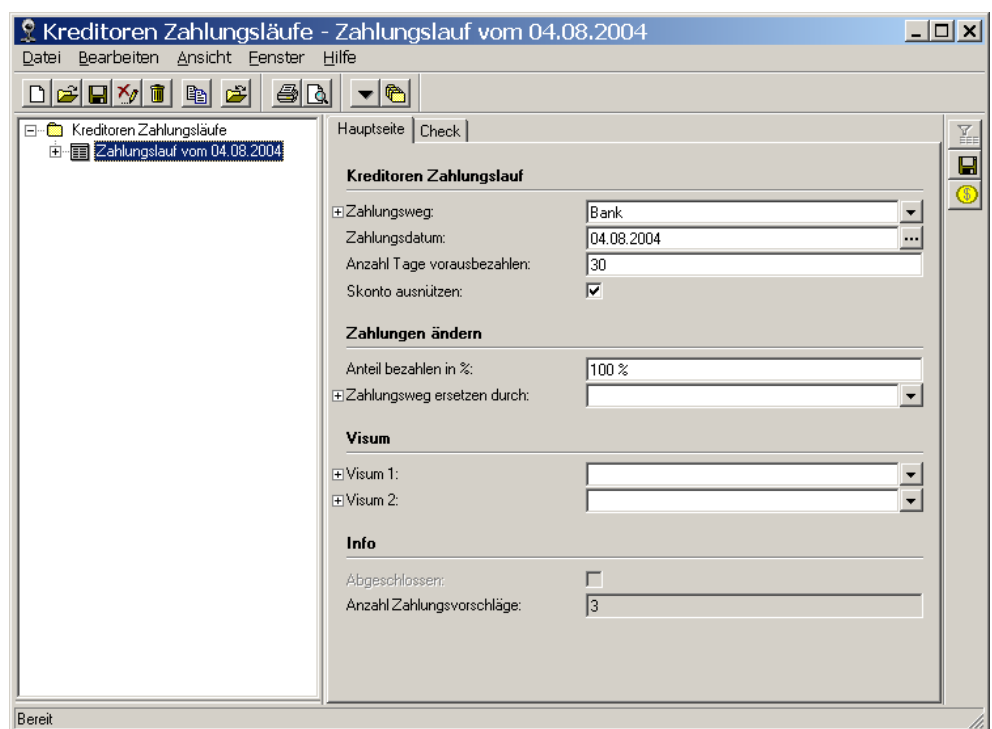 Kreditoren Zahlungsläufe - Zahlungslauf vom 04.08.2004
Datei Bearbeiten Ansicht Fenster Hilfe
Kreditoren Zahlungsläufe
Zahlungslauf vom 04.08.2004
Hauptseite Check
Kreditoren Zahlungslauf
Zahlungsweg: Bank
Zahlungsdatum: 04.08.2004 ...
Anzahl Tage vorausbezahlen: 30
Skonto ausnützen:
Zahlungen ändern
Anteil bezahlen in %: 100 %
Zahlungsweg ersetzen durch:
Visum
Visum 1:
Visum 2:
Info
Abgeschlossen:
Anzahl Zahlungsvorschläge: 3
Bereit